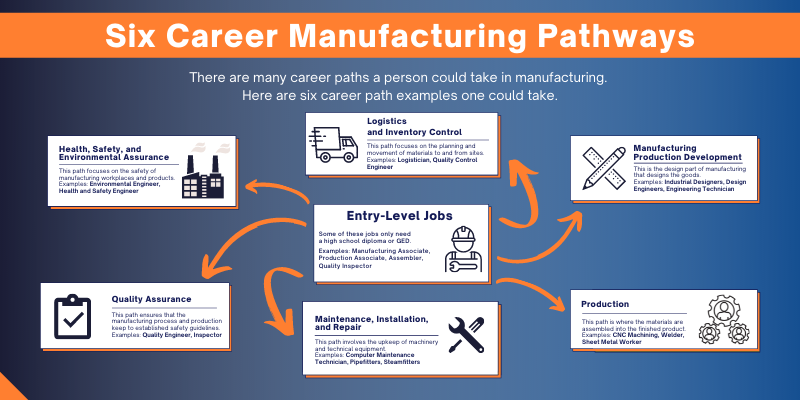 Six Career Manufacturing Pathways
There are many career paths a person could take in manufacturing.
Here are six career path examples one could take.
Logistics
and Inventory Control
This path focuses on the planning and
movement of materials to and from sites.
Examples: Logistician, Quality Control
Engineer
Health, Safety, and
Environmental Assurance
This path focuses on the safety of
manufacturing workplaces and products.
Examples: Environmental Engineer,
Health and Safety Engineer
Manufacturing
Production Development
This is the design part of manufacturing
that designs the goods.
Examples: Industrial Designers, Design
Engineers, Engineering Technician
Entry-Level Jobs
Some of these jobs only need
a high school diploma or GED.
Examples: Manufacturing Associate,
Production Associate, Assembler,
Quality Inspector
Quality Assurance
This path ensures that the
manufacturing process and production
keep to established safety guidelines.
Examples: Quality Engineer, Inspector
Maintenance, Installation,
and Repair
This path involves the upkeep of machinery
and technical equipment.
Examples: Computer Maintenance
Technician, Pipefitters, Steamfitters
Production
This path is where the materials are
assembled into the finished product.
Examples: CNC Machining, Welder,
Sheet Metal Worker